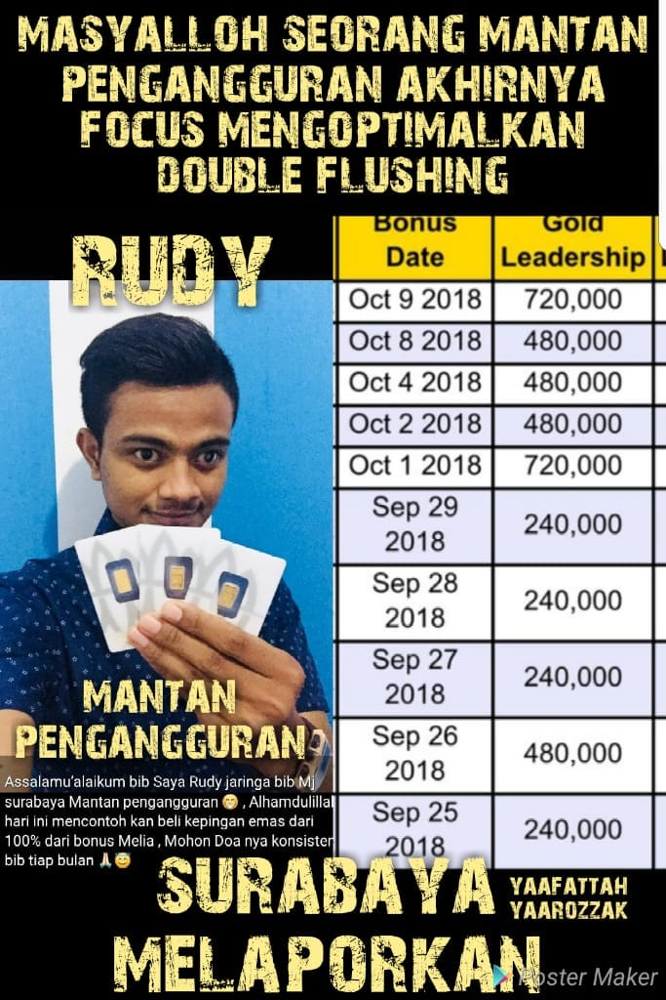 MASYALLOH SEORANG MANTAN
PENGANGGURAN AKHIRNYA
FOCUS MENGOPTIMALKAN
DOUBLE FLUSHING
RUDY
Bonus Date Gold Leadership
Oct 9 2018 720,000
Oct 8 2018 480,000
Oct 4 2018 480,000
Oct 2 2018 480,000
Oct 1 2018 720,000
Sep 29 2018 240,000
Sep 28 2018 240,000
Sep 27 2018 240,000
Sep 26 2018 480,000
Sep 25 2018 240,000
MANTAN
PENGANGGURAN
Assalamu'alaikum bib Saya Rudy jaringa bib Mj
surabaya Mantan pengangguran 😁 , Alhamdulillal
hari ini mencontoh kan beli kepingan emas dari
100% dari bonus Melia , Mohon Doa nya konsisten
bib tiap bulan 🙏🏻😇
SURABAYA
YAAFATTAH
YAAROZZAK
MELAPORKAN
Poster Maker